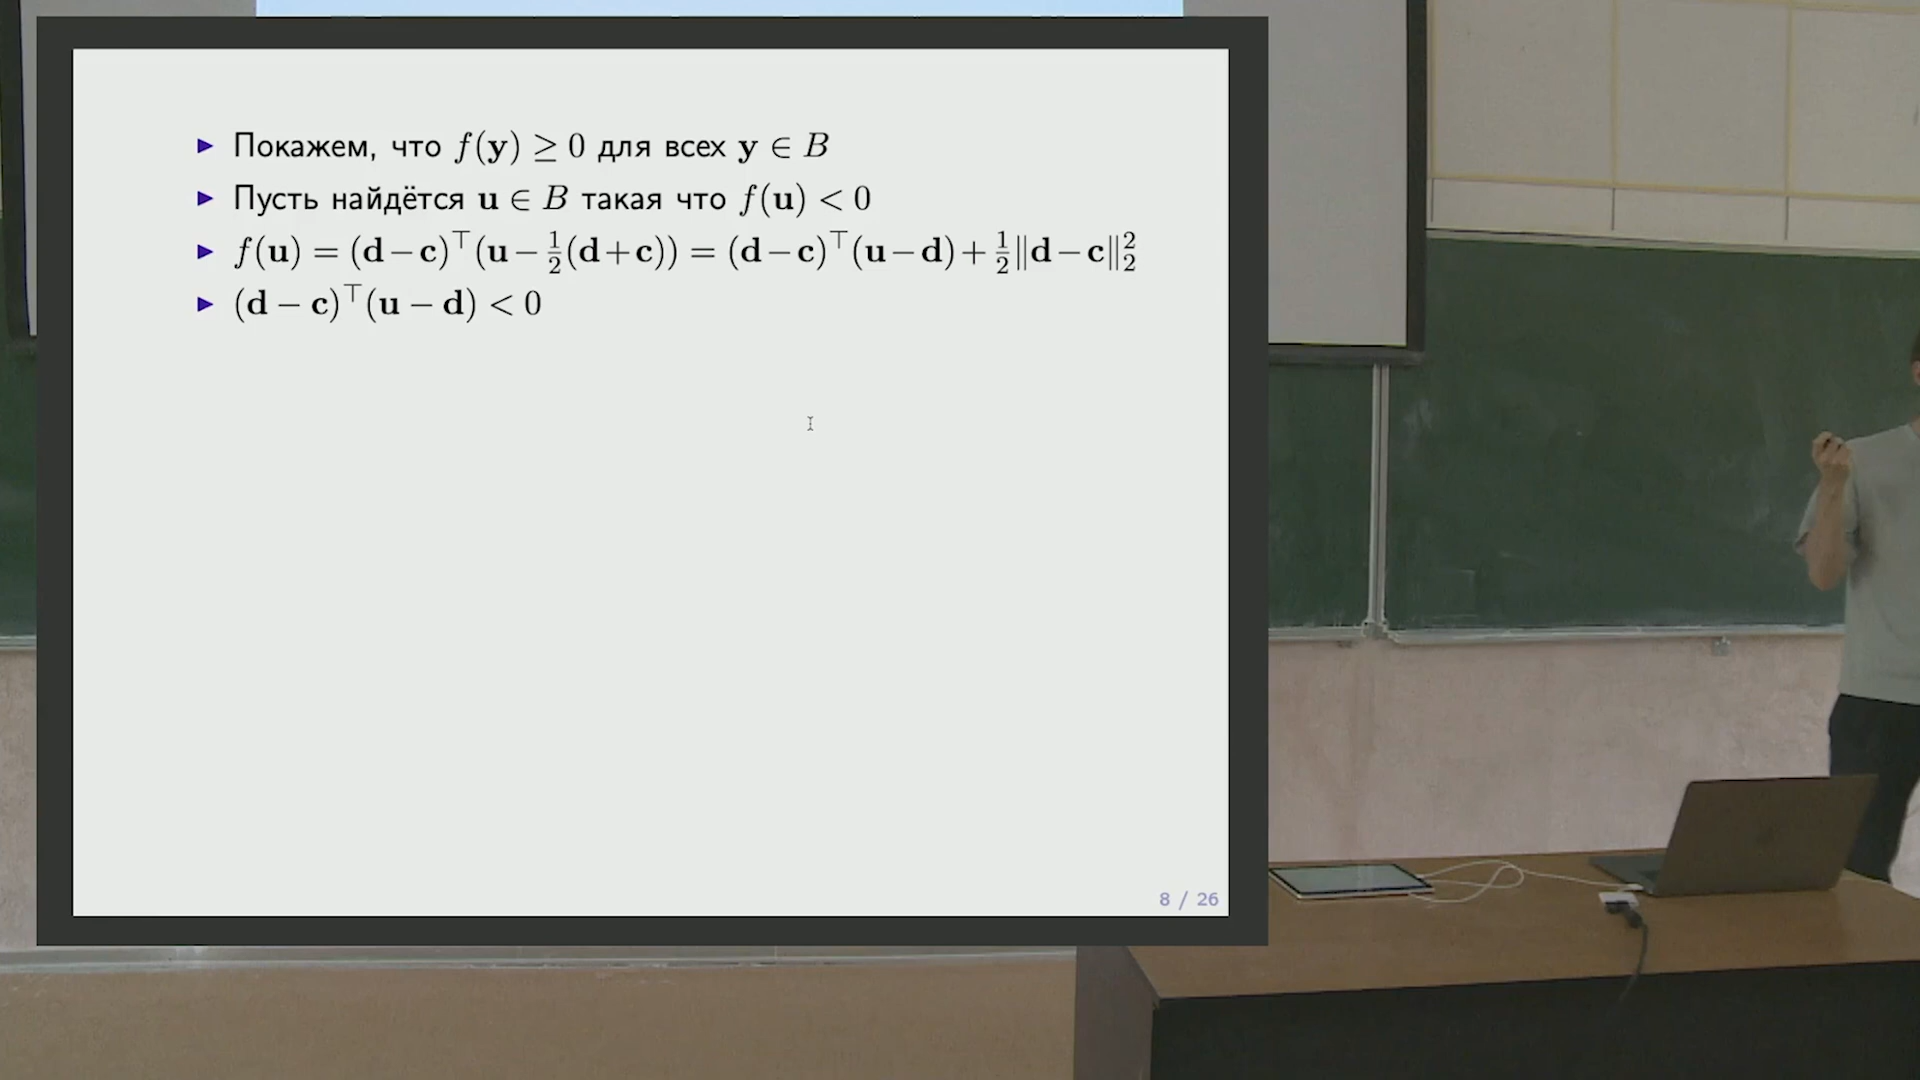 ▶ Покажем, что f(y) ≥ 0 для всех y ∈ B
▶ Пусть найдётся u ∈ B такая что f(u) < 0
▶ f(u) = (d − c)^⊤(u − ½(d + c)) = (d − c)^⊤(u − d) + ½‖d − c‖₂²
▶ (d − c)^⊤(u − d) < 0
8 / 26